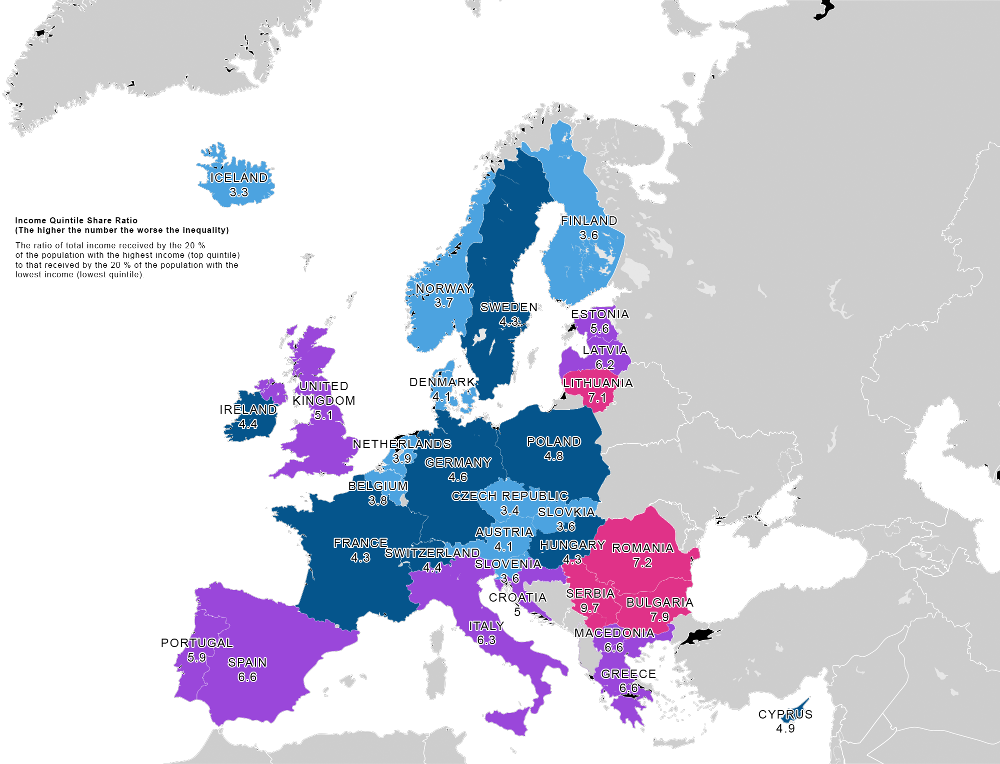 ICELAND
3.3
Income Quintile Share Ratio
(The higher the number the worse the inequality)
The ratio of total income received by the 20 %
of the population with the highest income (top quintile)
to that received by the 20 % of the population with the
lowest income (lowest quintile).
FINLAND
3.6
NORWAY
3.7
SWEDEN
4.3
ESTONIA
5.6
LATVIA
6.2
LITHUANIA
7.1
DENMARK
4.1
UNITED
KINGDOM
5.1
IRELAND
4.4
NETHERLANDS
3.9
GERMANY
4.6
POLAND
4.8
BELGIUM
3.8
CZECH REPUBLIC
3.4
SLOVKIA
3.6
AUSTRIA
4.1
FRANCE
4.3
SWITZERLAND
4.4
HUNGARY
4.3
ROMANIA
7.2
SLOVENIA
3.6
CROATIA
5
SERBIA
9.7
BULGARIA
7.9
ITALY
6.3
MACEDONIA
6.6
PORTUGAL
5.9
SPAIN
6.6
GREECE
6.6
CYPRUS
4.9